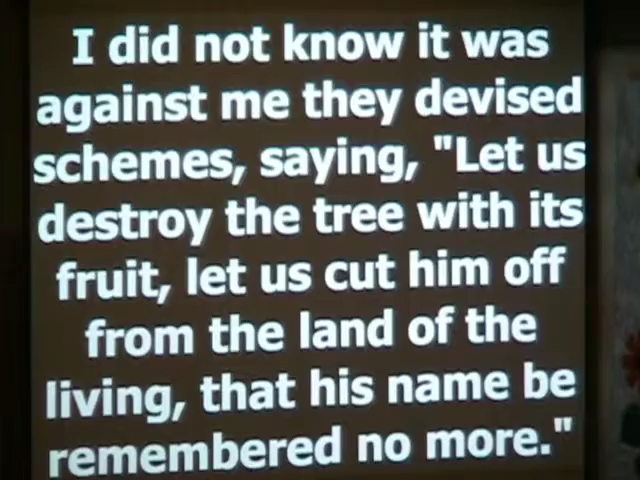 I did not know it was
against me they devised
schemes, saying, "Let us
destroy the tree with its
fruit, let us cut him off
from the land of the
living, that his name be
remembered no more."